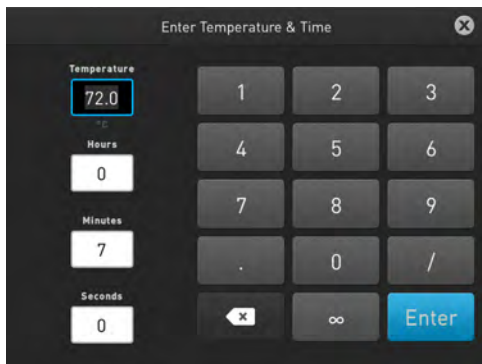 Enter Temperature & Time
Temperature
72.0
°C
Hours
0
Minutes
7
Seconds
0
1 2 3
4 5 6
7 8 9
. 0 /
∞ Enter